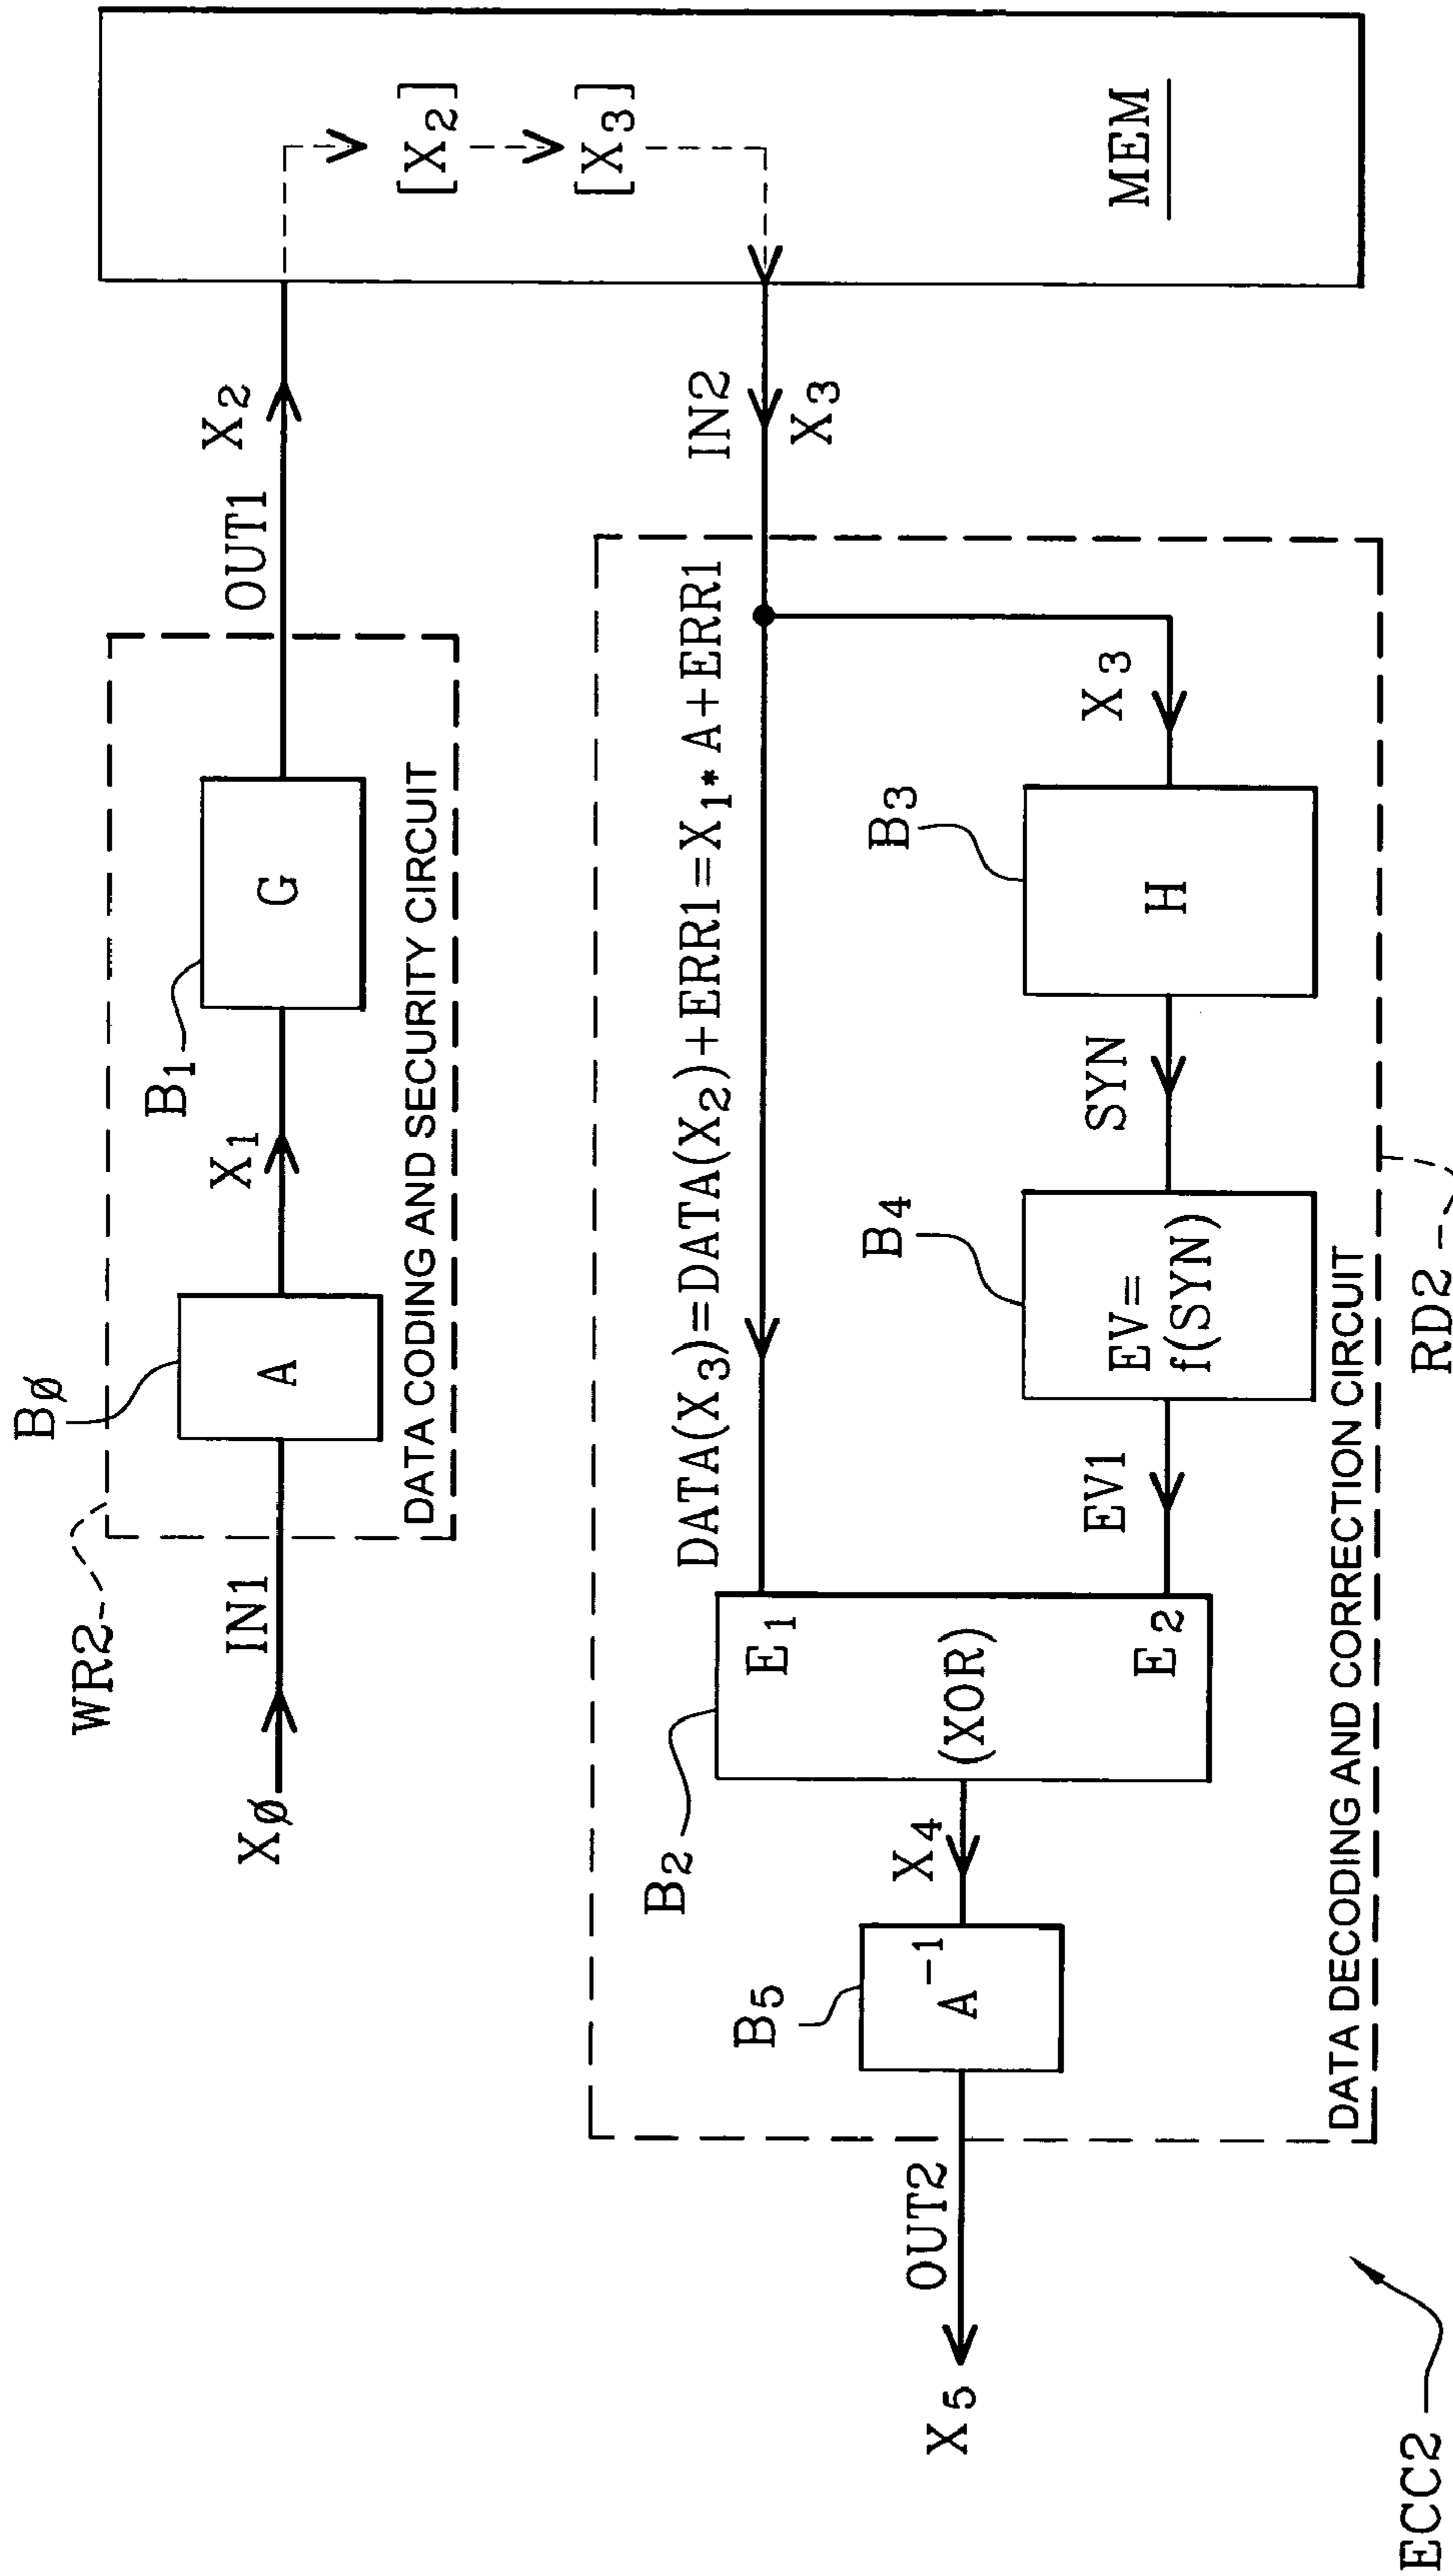 Bø
WR2
Xø
IN1
A
X1
B1
G
DATA CODING AND SECURITY CIRCUIT
OUT1
X2
[X2]
[X3]
MEM
IN2
X3
DATA(X3)=DATA(X2)+ERR1=X1*A+ERR1
X3
B3
H
SYN
B4
EV=
f(SYN)
EV1
E1
(XOR)
E2
B2
X4
B5
A-1
OUT2
X5
DATA DECODING AND CORRECTION CIRCUIT
RD2
ECC2